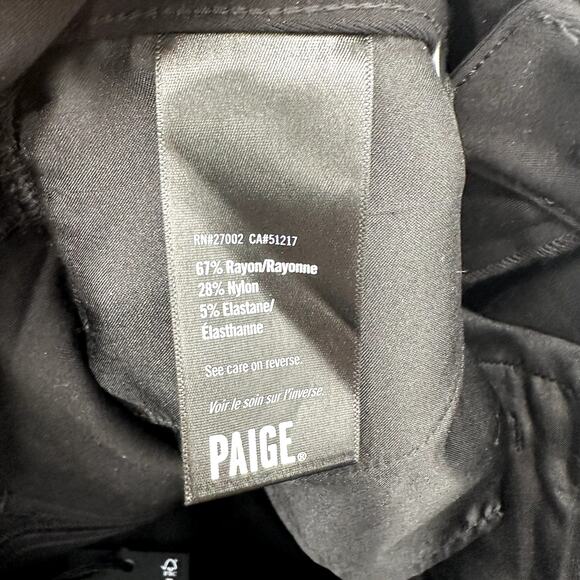 RN#27002 CA#51217
67% Rayon/Rayonne
28% Nylon
5% Elastane/
Élasthanne
See care on reverse.
Voir le soin sur l'inverse.
PAIGE®